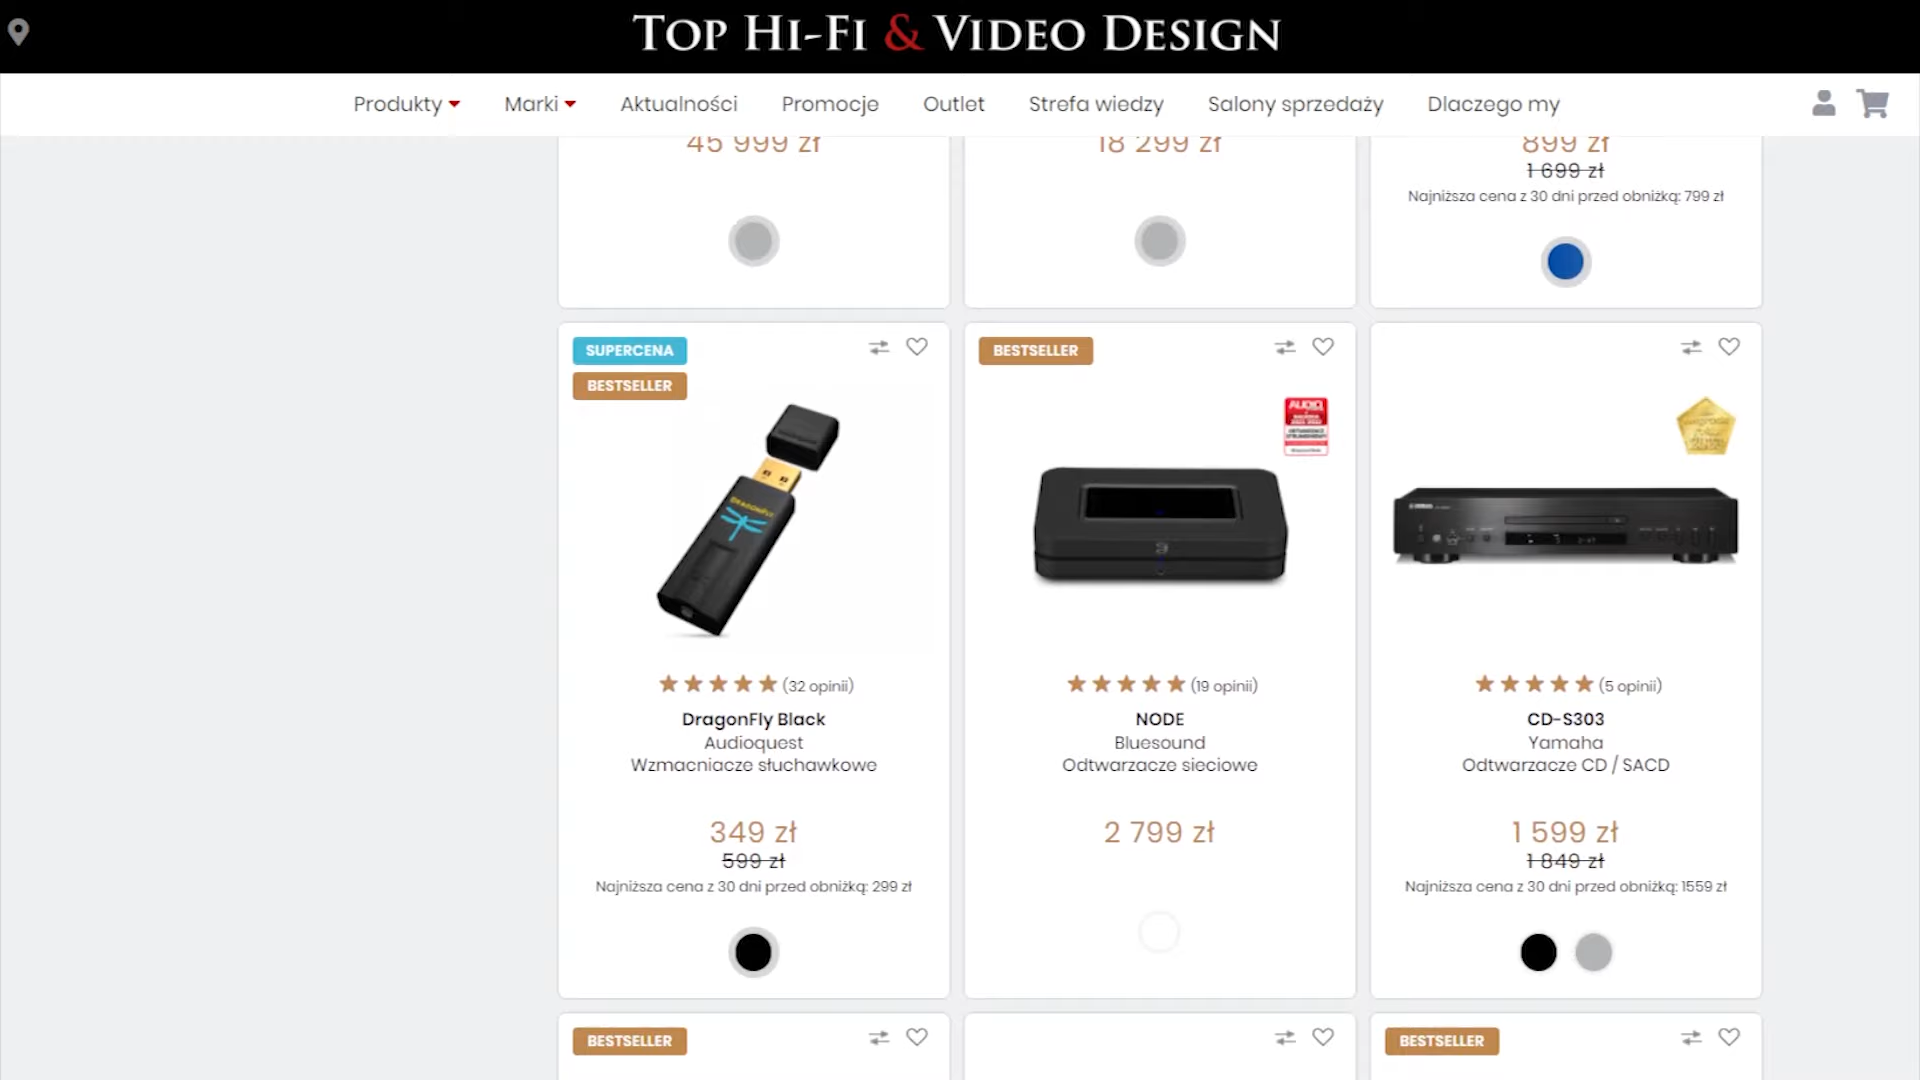 TOP HI-FI & VIDEO DESIGN
Produkty Marki Aktualności Promocje Outlet Strefa wiedzy Salony sprzedaży Dlaczego my
45 999 zł
18 299 zł
899 zł
1 699 zł
Najniższa cena z 30 dni przed obniżką: 799 zł
SUPERCENA
BESTSELLER
DRAGONFLY
(32 opinii)
DragonFly Black
Audioquest
Wzmacniacze słuchawkowe
349 zł
599 zł
Najniższa cena z 30 dni przed obniżką: 299 zł
BESTSELLER
AUDIO
(19 opinii)
NODE
Bluesound
Odtwarzacze sieciowe
2 799 zł
YAMAHA
(5 opinii)
CD-S303
Yamaha
Odtwarzacze CD / SACD
1 599 zł
1 849 zł
Najniższa cena z 30 dni przed obniżką: 1559 zł
BESTSELLER
BESTSELLER